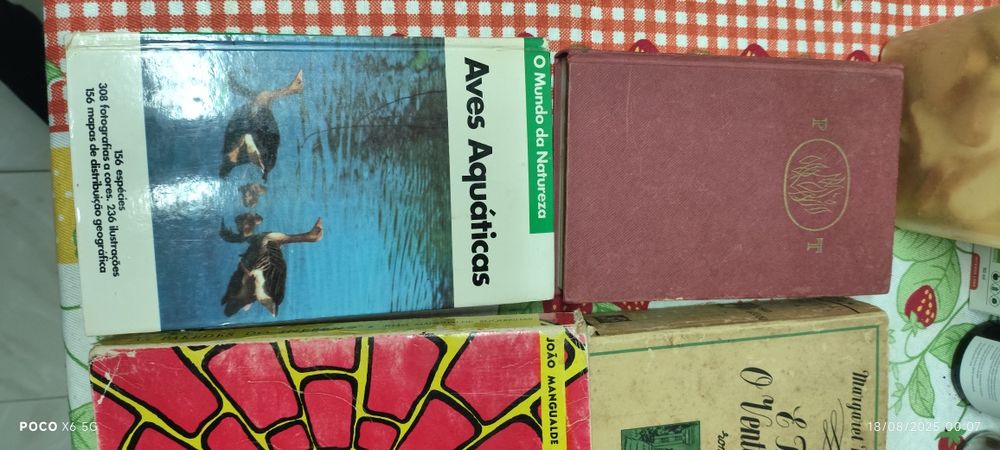 O Mundo da Natureza
Aves Aquáticas
156 espécies
308 fotografias a cores. 236 ilustrações
156 mapas de distribuição geográfica
P
T
JOÃO MANGUALDE
Margaret
E
O Vent
POCO X6 5G
18/08/2025 00:07